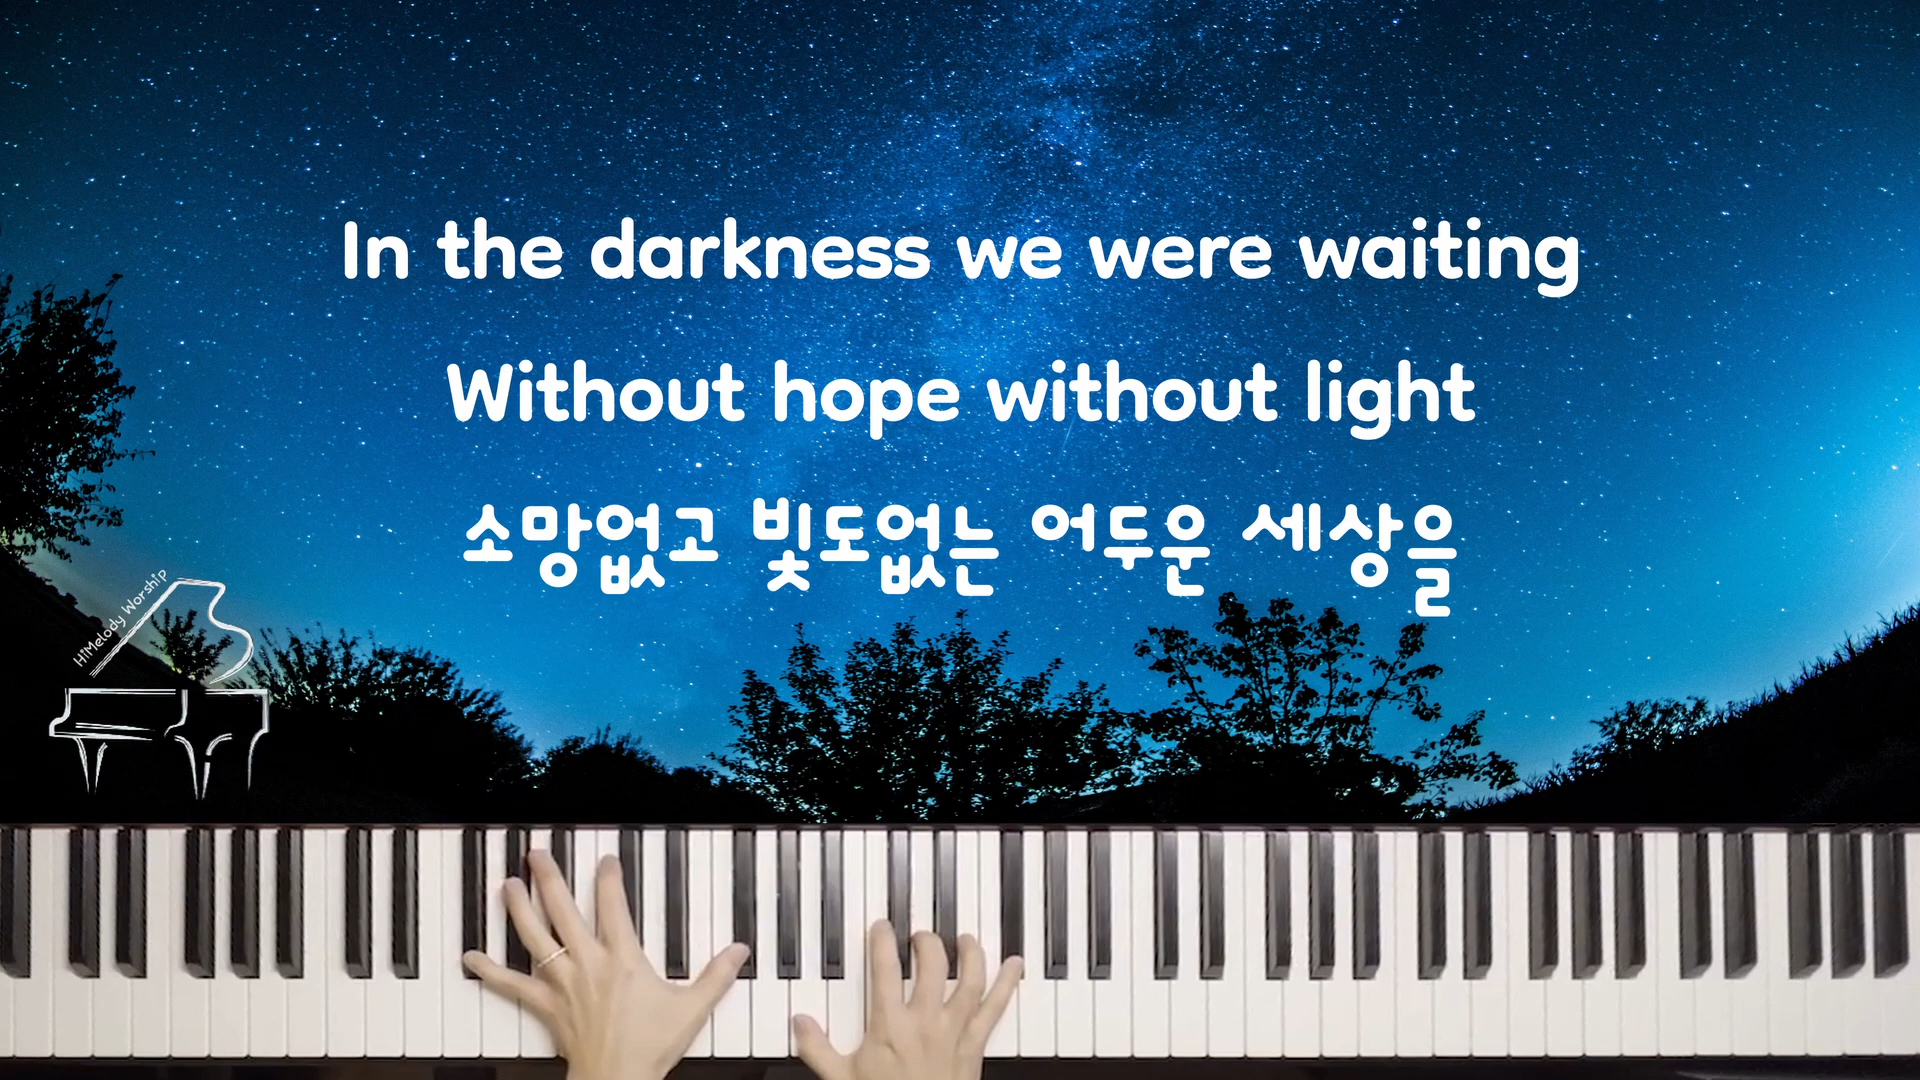 In the darkness we were waiting
Without hope without light
소망없고 빛도없는 어두운 세상을
HiMelody Worship